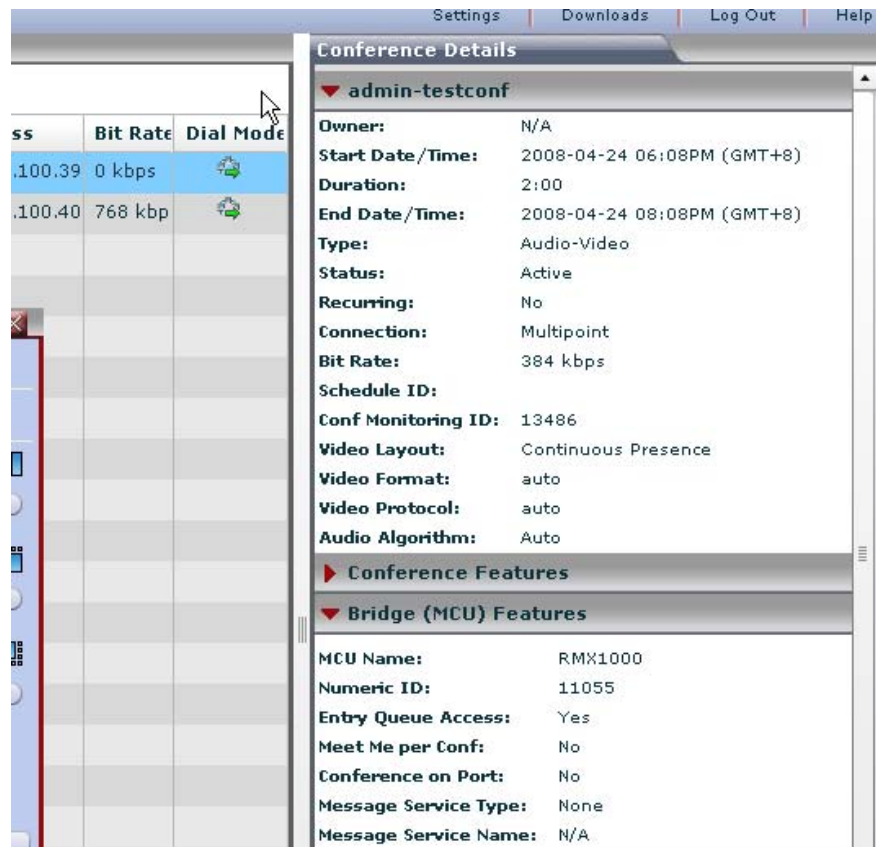 Settings | Downloads | Log Out | Help
Conference Details
ss Bit Rate Dial Mode
.100.39 0 kbps
.100.40 768 kbp
admin-testconf
Owner: N/A
Start Date/Time: 2008-04-24 06:08PM (GMT+8)
Duration: 2:00
End Date/Time: 2008-04-24 08:08PM (GMT+8)
Type: Audio-Video
Status: Active
Recurring: No
Connection: Multipoint
Bit Rate: 384 kbps
Schedule ID:
Conf Monitoring ID: 13486
Video Layout: Continuous Presence
Video Format: auto
Video Protocol: auto
Audio Algorithm: Auto
Conference Features
Bridge (MCU) Features
MCU Name: RMX1000
Numeric ID: 11055
Entry Queue Access: Yes
Meet Me per Conf: No
Conference on Port: No
Message Service Type: None
Message Service Name: N/A